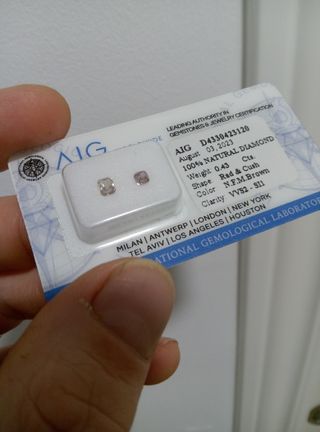 AIG
LEADING AUTHORITY IN
GEMSTONES & JEWELRY CERTIFICATION
AIG D4330423120
August 03, 2023
100% NATURAL DIAMOND
Weight 0.43 Cts.
Shape Rad & Cush
Color N.F.M.Brown
Clarity VVS2 - SI1
MILAN | ANTWERP | LONDON | NEW YORK
TEL AVIV | LOS ANGELES | HOUSTON
NATIONAL GEMOLOGICAL LABORATOR